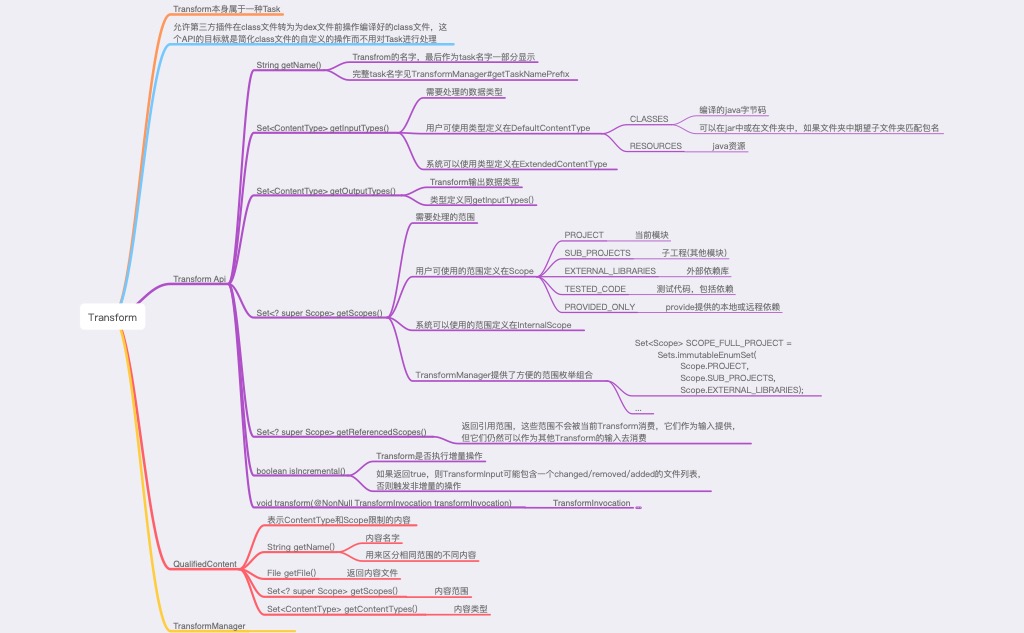 Transform本身属于一种Task
允许第三方插件在class文件转为为dex文件前操作编译好的class文件，这
个API的目标就是简化class文件的自定义的操作而不用对Task进行处理
String getName()
Transfrom的名字，最后作为task名字一部分显示
完整task名字见TransformManager#getTaskNamePrefix
Set<ContentType> getInputTypes()
需要处理的数据类型
用户可使用类型定义在DefaultContentType
CLASSES
编译的java字节码
可以在jar中或在文件夹中，如果文件夹中期望子文件夹匹配包名
RESOURCES
java资源
系统可以使用类型定义在ExtendedContentType
Set<ContentType> getOutputTypes()
Transform输出数据类型
类型定义同getInputTypes()
Transform Api
Transform
Set<? super Scope> getScopes()
需要处理的范围
用户可使用的范围定义在Scope
PROJECT
当前模块
SUB_PROJECTS
子工程(其他模块)
EXTERNAL_LIBRARIES
外部依赖库
TESTED_CODE
测试代码，包括依赖
PROVIDED_ONLY
provide提供的本地或远程依赖
系统可以使用的范围定义在InternalScope
TransformManager提供了方便的范围枚举组合
Set<Scope> SCOPE_FULL_PROJECT =
Sets.immutableEnumSet(
Scope.PROJECT,
Scope.SUB_PROJECTS,
Scope.EXTERNAL_LIBRARIES);
...
Set<? super Scope> getReferencedScopes()
返回引用范围，这些范围不会被当前Transform消费，它们作为输入提供，
但它们仍然可以作为其他Transform的输入去消费
boolean isIncremental()
Transform是否执行增量操作
如果返回true，则TransformInput可能包含一个changed/removed/added的文件列表，
否则触发非增量的操作
void transform(@NonNull TransformInvocation transformInvocation)
TransformInvocation
QualifiedContent
表示ContentType和Scope限制的内容
String getName()
内容名字
用来区分相同范围的不同内容
File getFile()
返回内容文件
Set<? super Scope> getScopes()
内容范围
Set<ContentType> getContentTypes()
内容类型
TransformManager